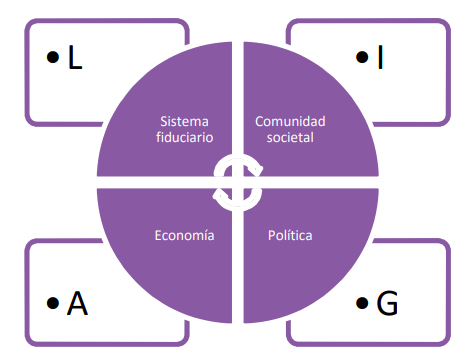 • L
• I
Sistema
fiduciario
Comunidad
societal
Economía
Política
• A
• G